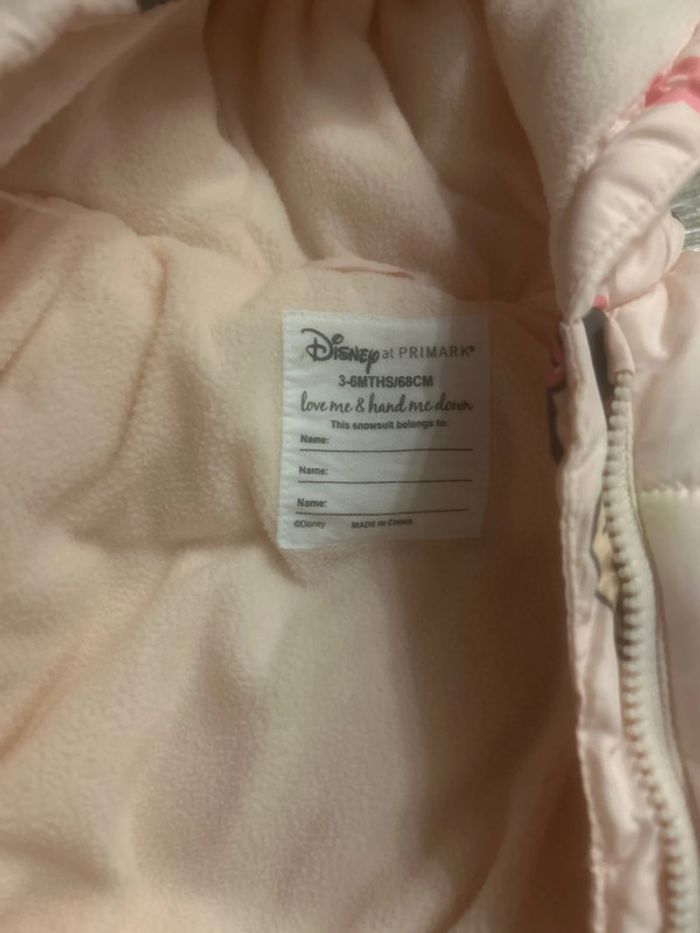 Disney at PRIMARK®
3-6MTHS/68CM
love me & hand me down
This snowsuit belongs to:
Name:
Name:
Name:
©Disney MADE IN CHINA